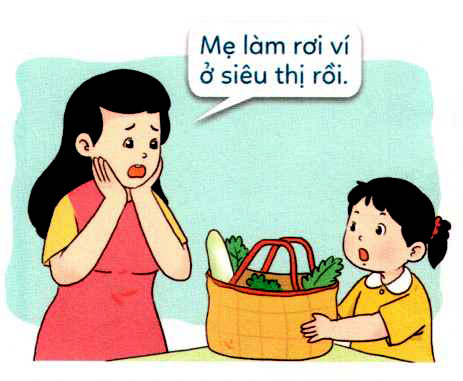 Mẹ làm rơi ví
ở siêu thị rồi.